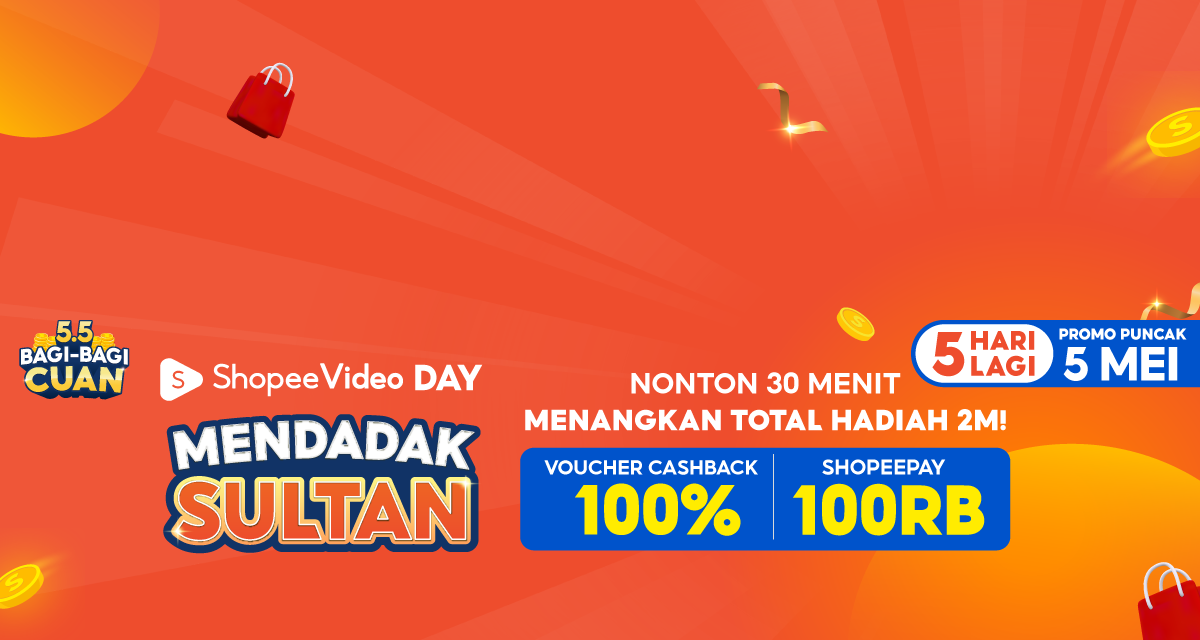 5.5
BAGI-BAGI
CUAN
S ShopeeVideo DAY
MENDADAK
SULTAN
NONTON 30 MENIT
MENANGKAN TOTAL HADIAH 2M!
VOUCHER CASHBACK
100%
SHOPEEPAY
100RB
5 HARI
LAGI
PROMO PUNCAK
5 MEI
S
S
S